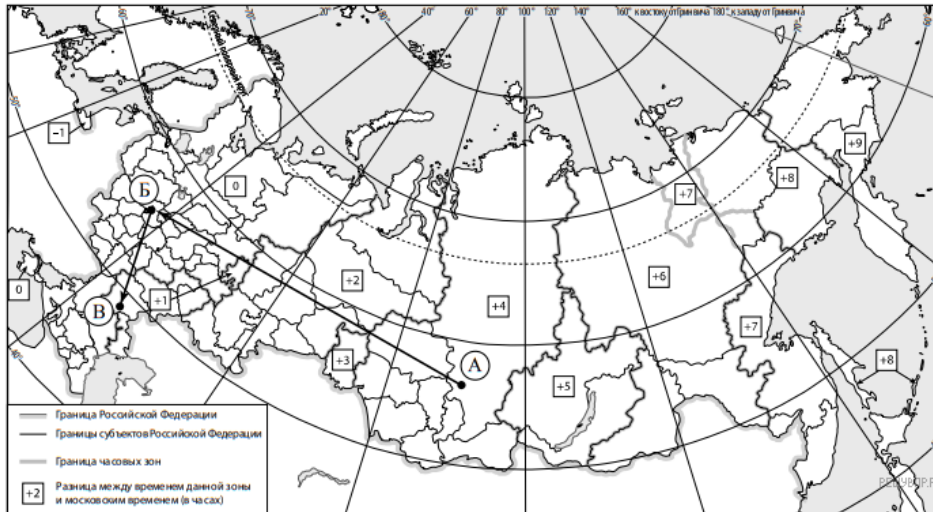 20° 40° 60° 80° 100° 120° 140° 160° к востоку от Гринвича 180° к западу от Гринвича
Северный полярный круг
-1
0
+9
+7
+8
Б
+2
+6
0
+1
+4
В
+7
+3
А
+8
+5
Граница Российской Федерации
Границы субъектов Российской Федерации
Граница часовых зон
+2 Разница между временем данной зоны
и московским временем (в часах)